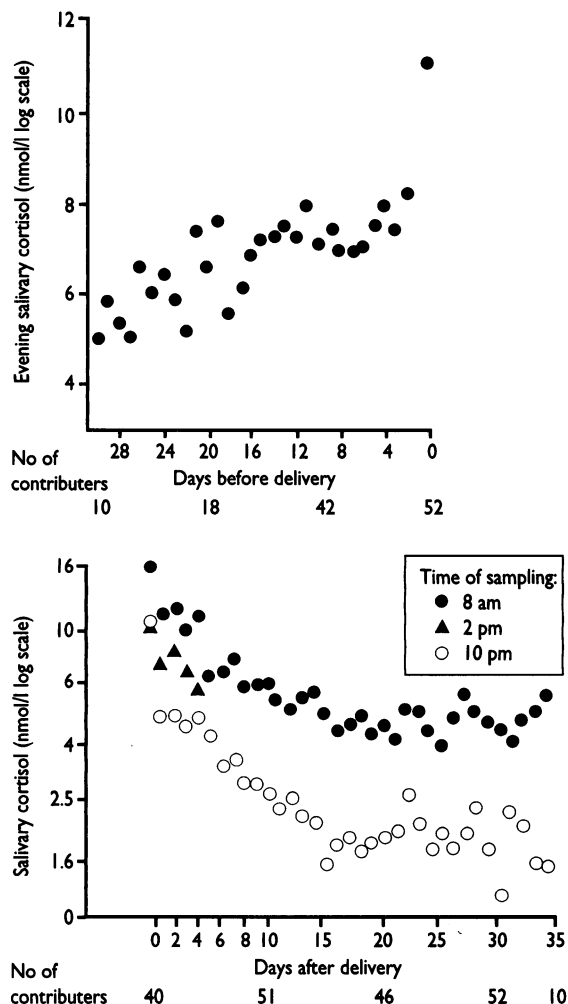 Evening salivary cortisol (nmol/l log scale)
12
10
8
6
4
28 24 20 16 12 8 4 0
Days before delivery
No of
contributers
10 18 42 52
Salivary cortisol (nmol/l log scale)
16
10
6
4
2.5
1.6
0
Time of sampling:
8 am
2 pm
10 pm
0 2 4 6 8 10 15 20 25 30 35
Days after delivery
No of
contributers
40 51 46 52 10